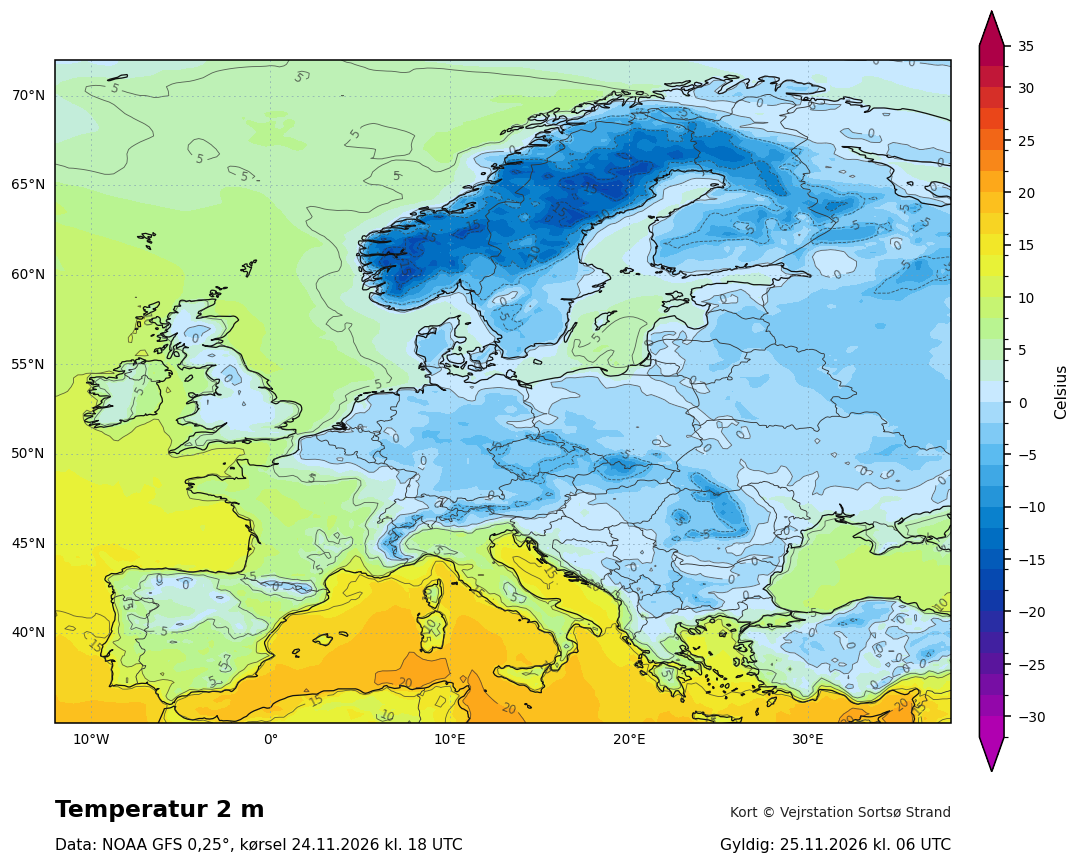 35
30
25
20
15
10
5
0
−5
−10
−15
−20
−25
−30
Celsius
70°N
65°N
60°N
55°N
50°N
45°N
40°N
10°W
0°
10°E
20°E
30°E
Temperatur 2 m
Kort © Vejrstation Sortsø Strand
Data: NOAA GFS 0,25°, kørsel 24.11.2026 kl. 18 UTC
Gyldig: 25.11.2026 kl. 06 UTC